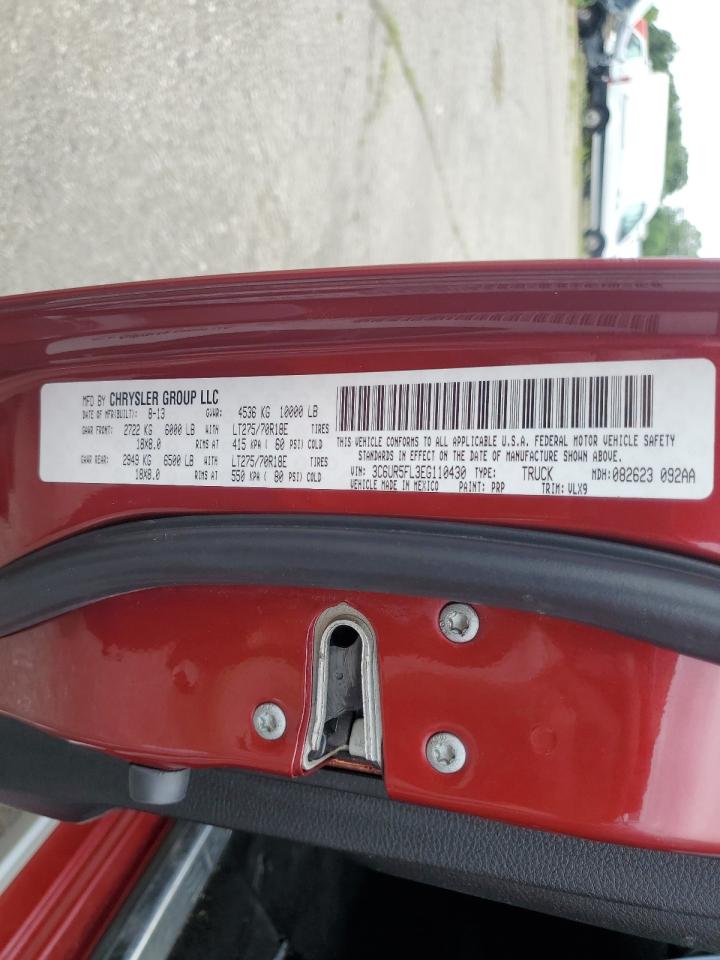 MFD BY CHRYSLER GROUP LLC
DATE OF MFR(BUILT): 8-13 GVWR: 4536 KG 10000 LB
GAWR FRONT: 2722 KG 6000 LB WITH LT275/70R18E TIRES
18X8.0 RIMS AT 415 KPA ( 60 PSI) COLD
GAWR REAR: 2949 KG 6500 LB WITH LT275/70R18E TIRES
18X8.0 RIMS AT 550 KPA ( 80 PSI) COLD
THIS VEHICLE CONFORMS TO ALL APPLICABLE U.S.A. FEDERAL MOTOR VEHICLE SAFETY
STANDARDS IN EFFECT ON THE DATE OF MANUFACTURE SHOWN ABOVE.
VIN: 3C6UR5FL3EG110430 TYPE: TRUCK MDH:082623 092AA
VEHICLE MADE IN MEXICO PAINT: PRP TRIM: VLX9